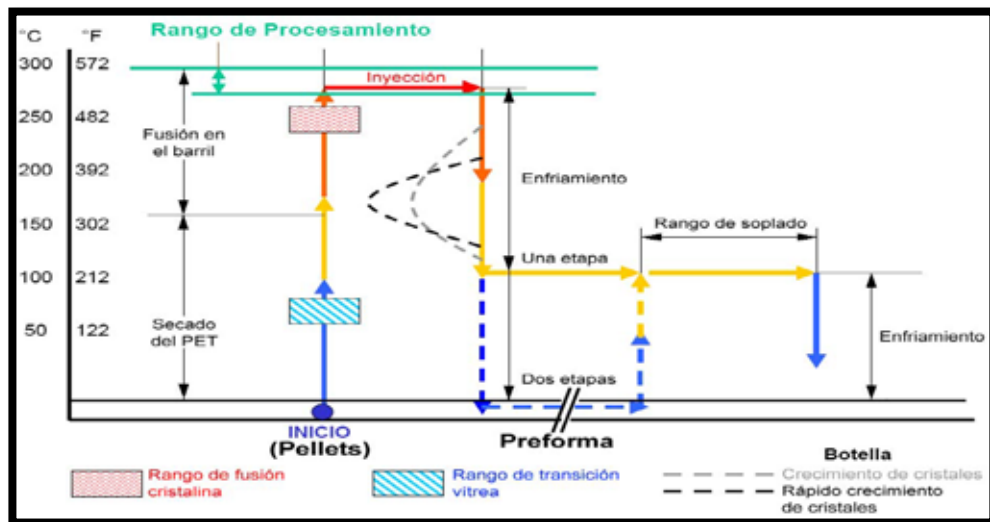 °C
°F
Rango de Procesamiento
300
572
Inyección
250
482
Fusión en
el barril
200
392
Enfriamiento
150
302
Rango de soplado
Una etapa
100
212
50
122
Secado
del PET
Enfriamiento
Dos etapas
INICIO
(Pellets)
Preforma
Botella
Rango de fusión
cristalina
Rango de transición
vítrea
Crecimiento de cristales
Rápido crecimiento
de cristales